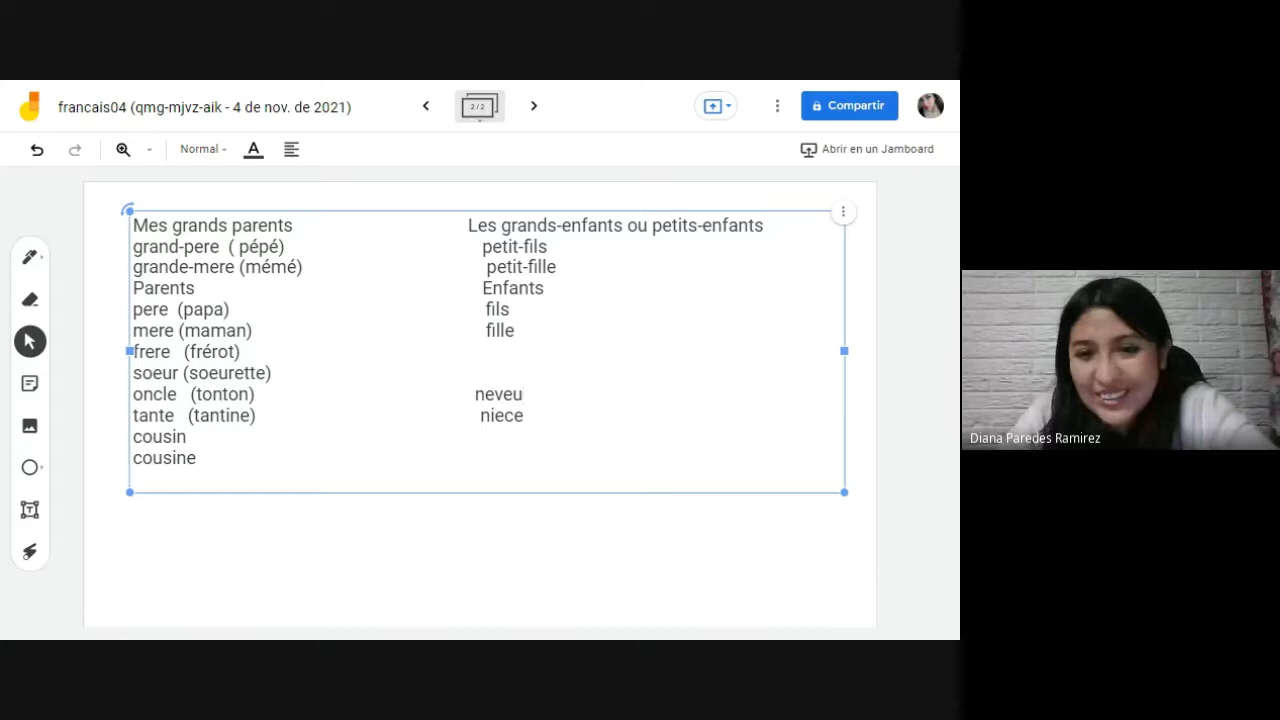 francais04 (qmg-mjvz-aik - 4 de nov. de 2021)
2/2
Compartir
Normal
A
Abrir en un Jamboard
Mes grands parents Les grands-enfants ou petits-enfants
grand-pere ( pépé) petit-fils
grande-mere (mémé) petit-fille
Parents Enfants
pere (papa) fils
mere (maman) fille
frere (frérot)
soeur (soeurette)
oncle (tonton) neveu
tante (tantine) niece
cousin
cousine
T
Diana Paredes Ramirez